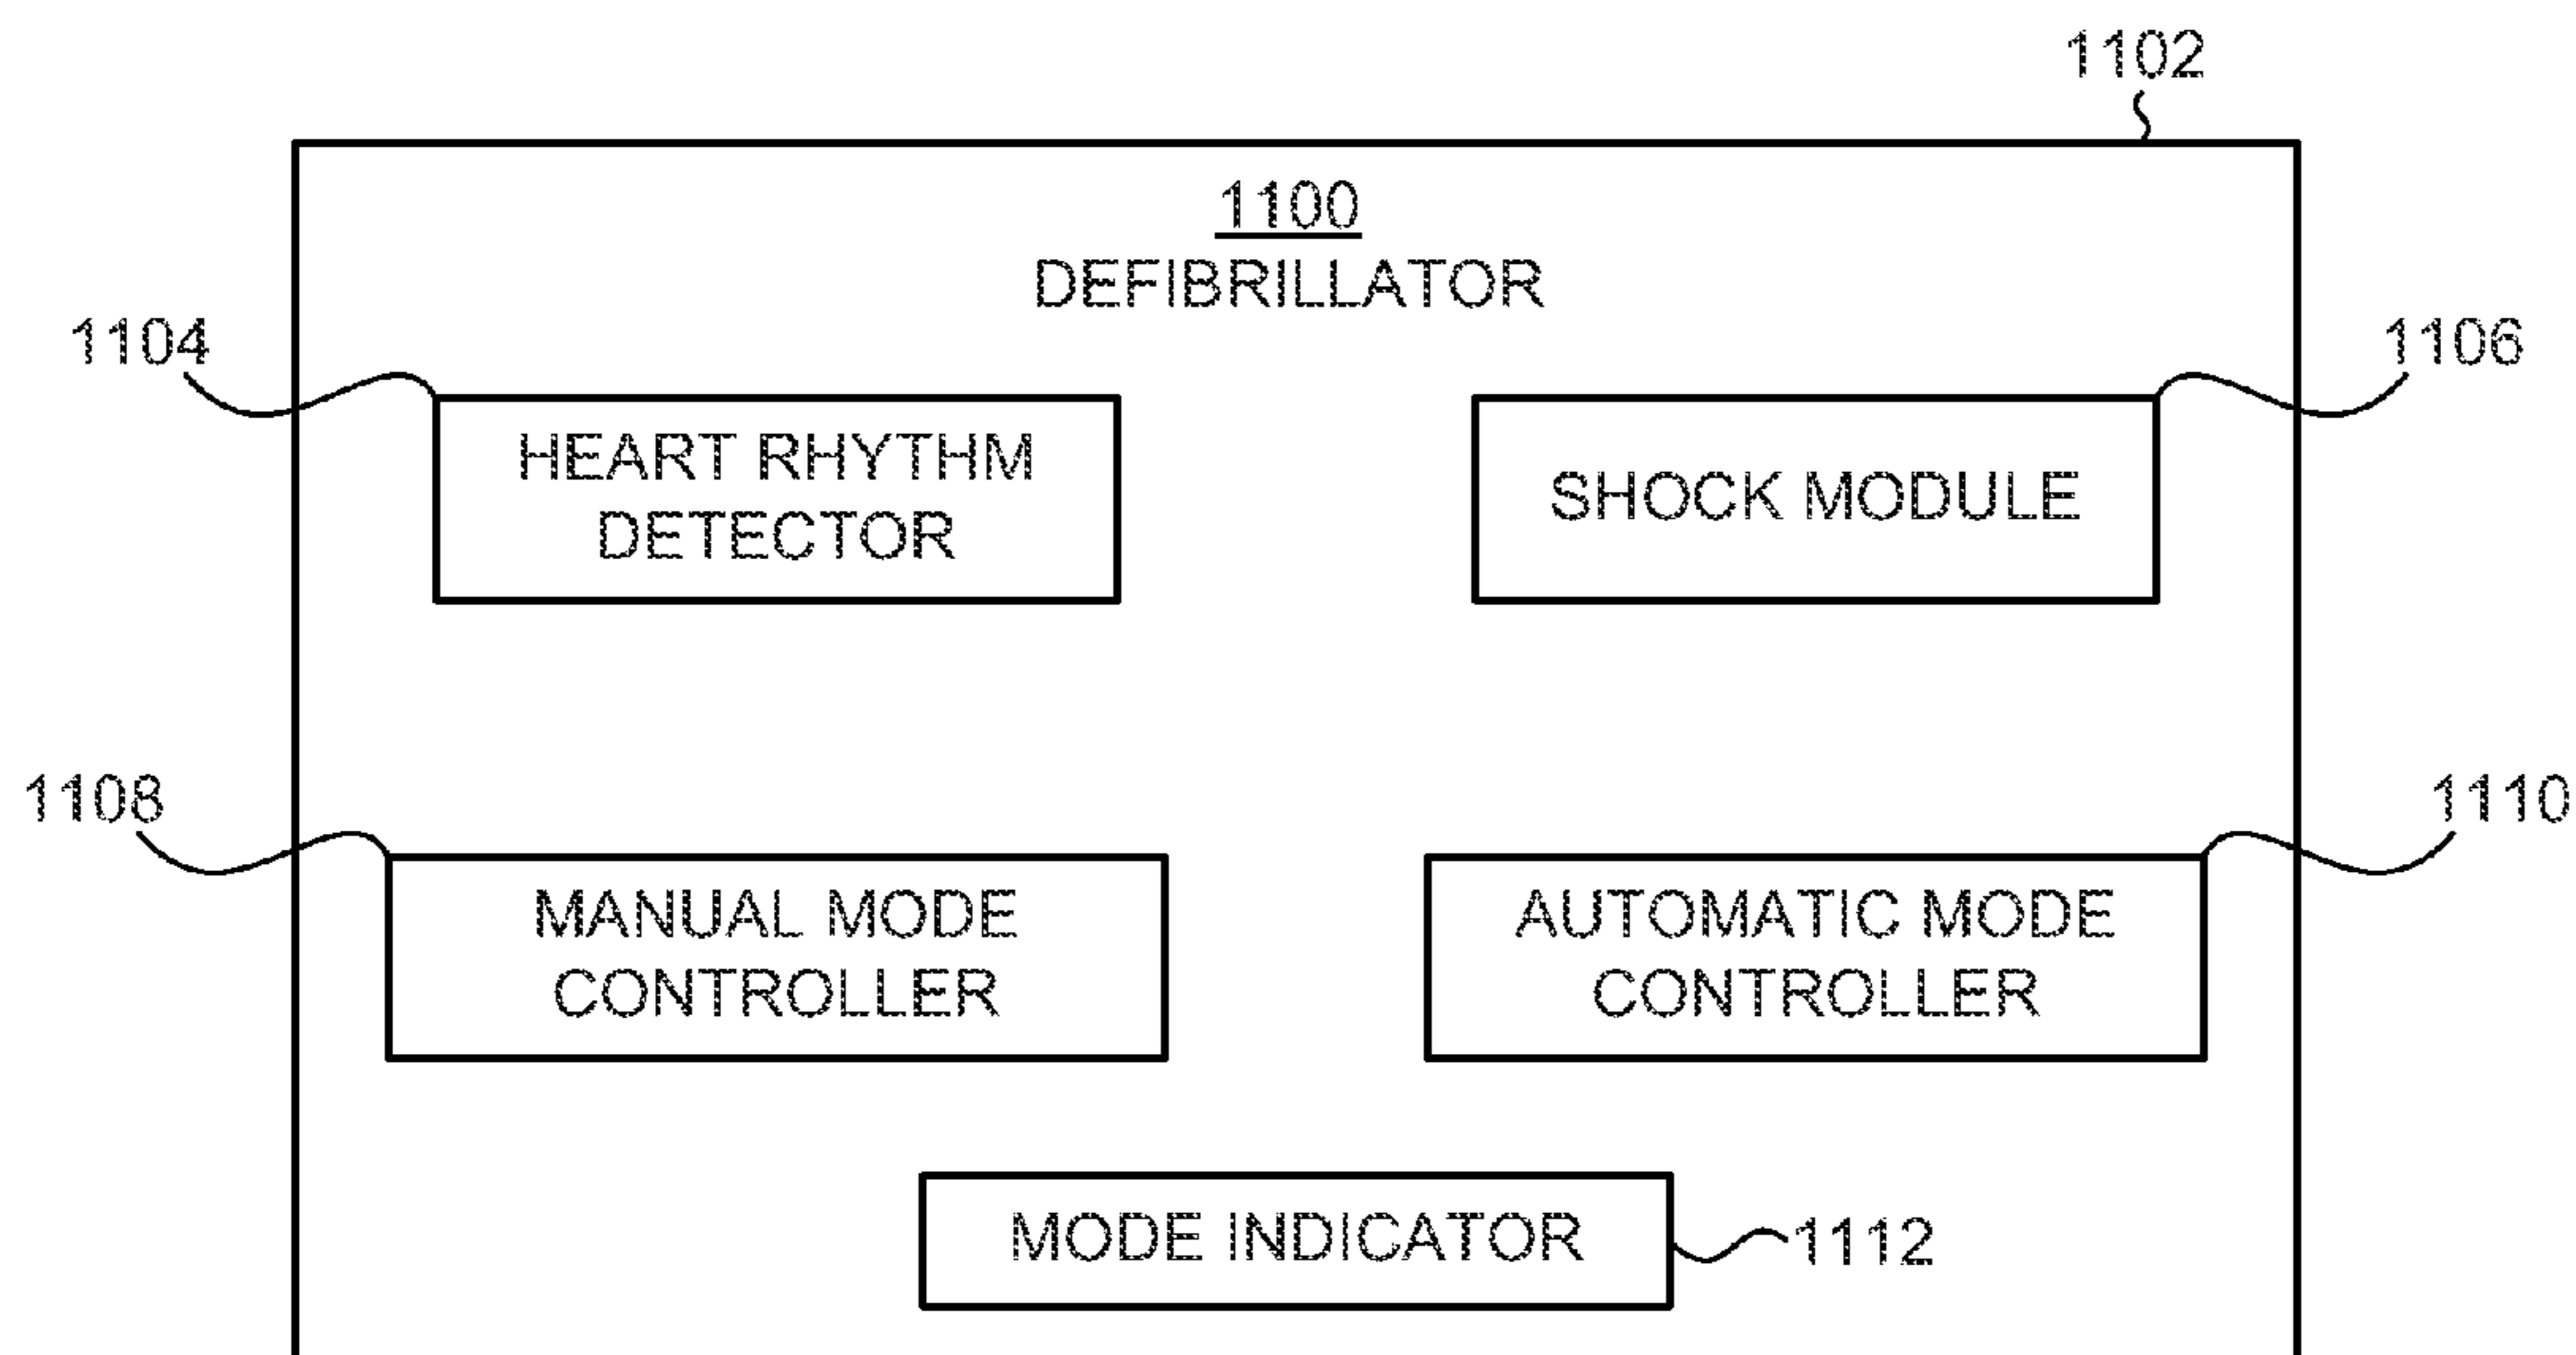 1102
1100
DEFIBRILLATOR
1104
1106
HEART RHYTHM
DETECTOR
SHOCK MODULE
1108
1110
MANUAL MODE
CONTROLLER
AUTOMATIC MODE
CONTROLLER
MODE INDICATOR
1112